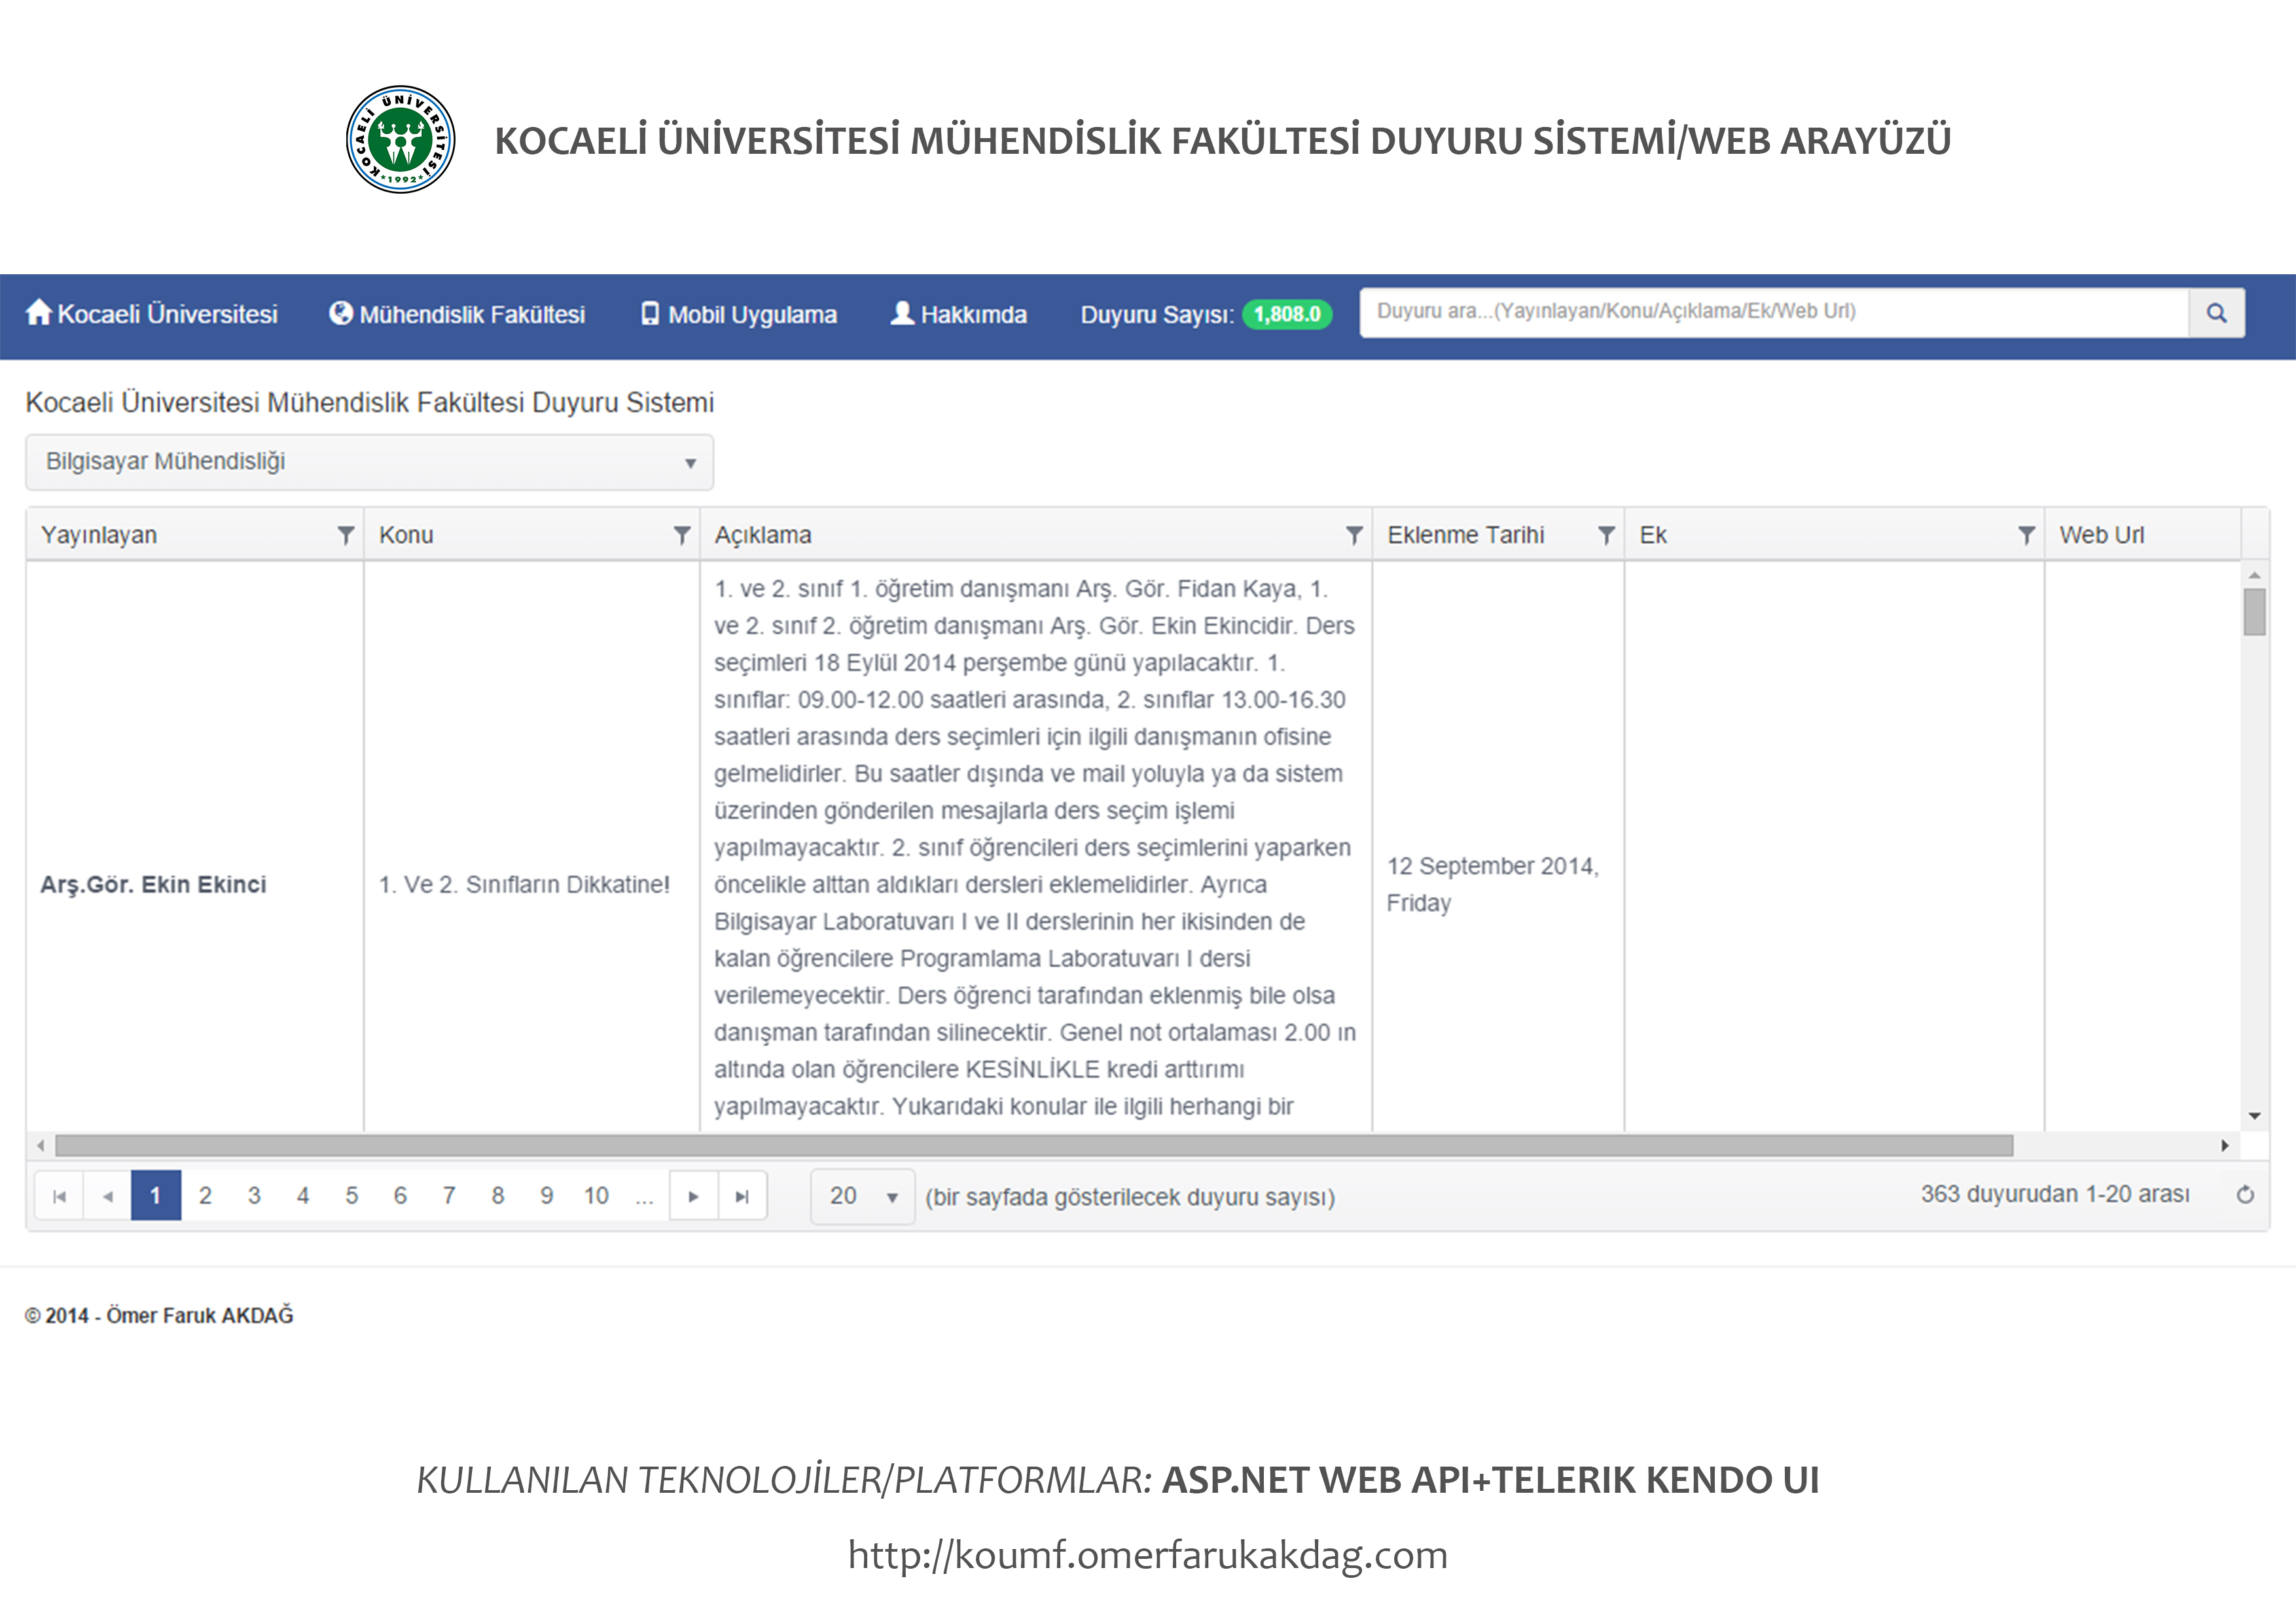 KOCAELİ ÜNİVERSİTESİ
★1992★
KOCAELİ ÜNİVERSİTESİ MÜHENDİSLİK FAKÜLTESİ DUYURU SİSTEMİ/WEB ARAYÜZÜ
Kocaeli Üniversitesi Mühendislik Fakültesi Mobil Uygulama Hakkımda Duyuru Sayısı: 1,808.0 Duyuru ara...(Yayınlayan/Konu/Açıklama/Ek/Web Url)
Kocaeli Üniversitesi Mühendislik Fakültesi Duyuru Sistemi
Bilgisayar Mühendisliği
Yayınlayan Konu Açıklama Eklenme Tarihi Ek Web Url
Arş.Gör. Ekin Ekinci
1. Ve 2. Sınıfların Dikkatine!
1. ve 2. sınıf 1. öğretim danışmanı Arş. Gör. Fidan Kaya, 1.
ve 2. sınıf 2. öğretim danışmanı Arş. Gör. Ekin Ekincidir. Ders
seçimleri 18 Eylül 2014 perşembe günü yapılacaktır. 1.
sınıflar: 09.00-12.00 saatleri arasında, 2. sınıflar 13.00-16.30
saatleri arasında ders seçimleri için ilgili danışmanın ofisine
gelmelidirler. Bu saatler dışında ve mail yoluyla ya da sistem
üzerinden gönderilen mesajlarla ders seçim işlemi
yapılmayacaktır. 2. sınıf öğrencileri ders seçimlerini yaparken
öncelikle alttan aldıkları dersleri eklemelidirler. Ayrıca
Bilgisayar Laboratuvarı I ve II derslerinin her ikisinden de
kalan öğrencilere Programlama Laboratuvarı I dersi
verilemeyecektir. Ders öğrenci tarafından eklenmiş bile olsa
danışman tarafından silinecektir. Genel not ortalaması 2.00 ın
altında olan öğrencilere KESİNLİKLE kredi arttırımı
yapılmayacaktır. Yukarıdaki konular ile ilgili herhangi bir
12 September 2014,
Friday
1 2 3 4 5 6 7 8 9 10 ... 20 (bir sayfada gösterilecek duyuru sayısı) 363 duyurudan 1-20 arası
© 2014 - Ömer Faruk AKDAĞ
KULLANILAN TEKNOLOJİLER/PLATFORMLAR: ASP.NET WEB API+TELERIK KENDO UI
http://koumf.omerfarukakdag.com